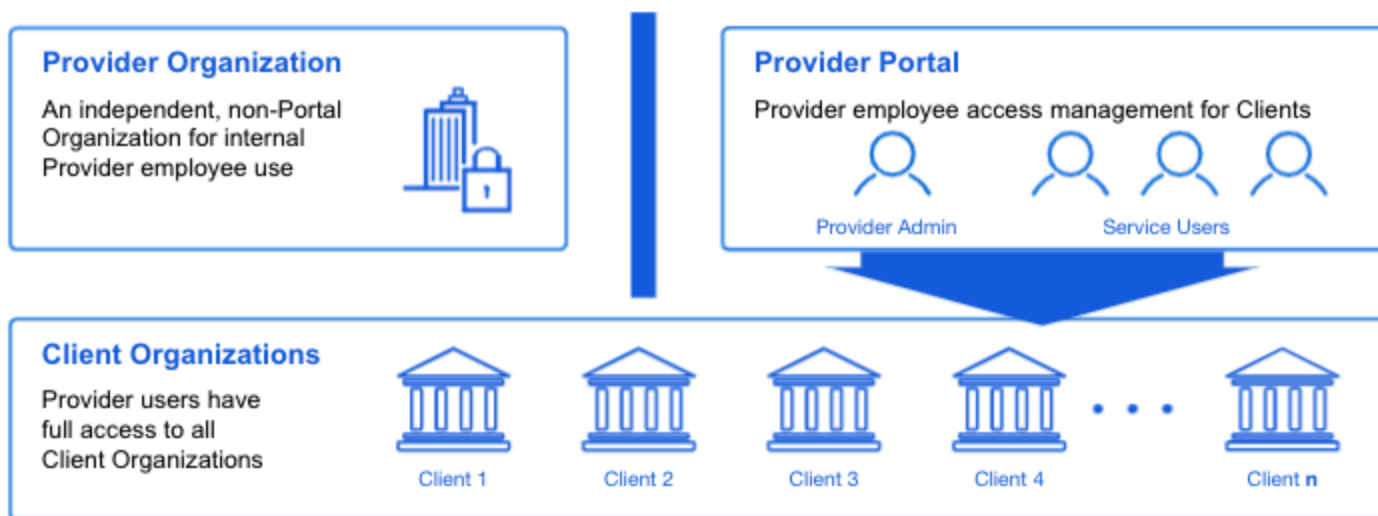 Provider Organization
An independent, non-Portal
Organization for internal
Provider employee use
Provider Portal
Provider employee access management for Clients
Provider Admin
Service Users
Client Organizations
Provider users have
full access to all
Client Organizations
Client 1
Client 2
Client 3
Client 4
Client n